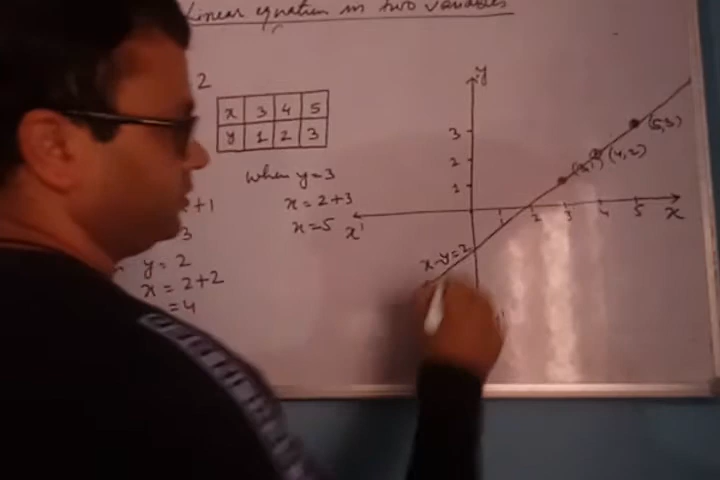 Linear equation in two variables
2
x 3 4 5
y 1 2 3
when y=3
x = 2+3
x=5
+1
3
y = 2
x = 2+2
=4
y
3
2
1
(5,3)
(4,2)
x' 1 2 3 4 5 x
x-y=2